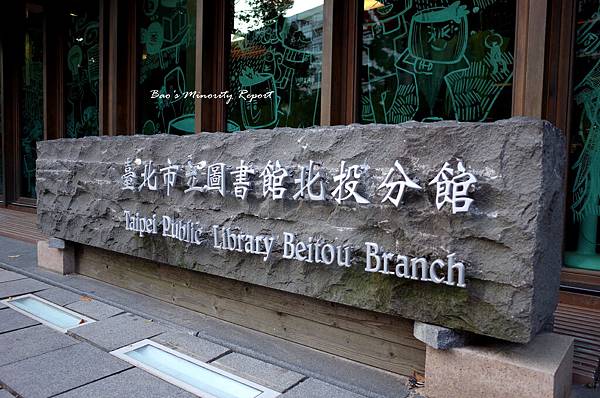 Bao's Minority Report
臺北市立圖書館北投分館
Taipei Public Library Beitou Branch